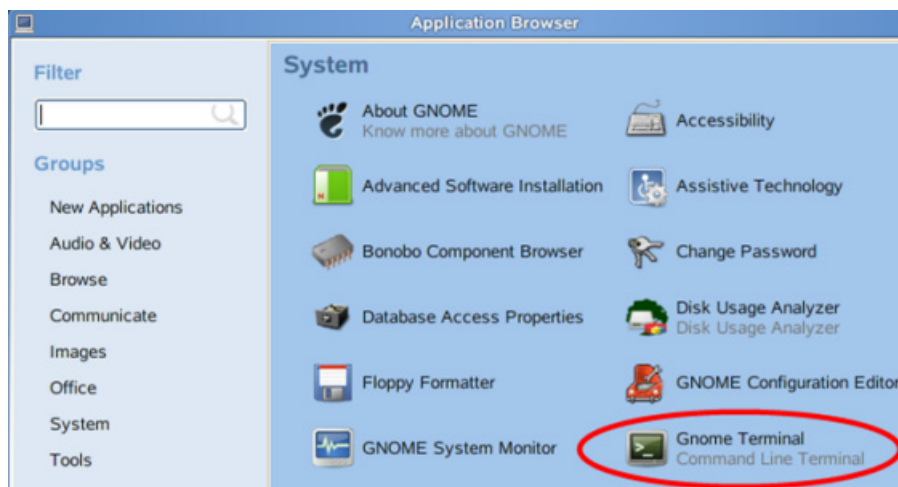 Application Browser
Filter
Groups
New Applications
Audio & Video
Browse
Communicate
Images
Office
System
Tools
System
About GNOME
Know more about GNOME
Accessibility
Advanced Software Installation
Assistive Technology
Bonobo Component Browser
Change Password
Database Access Properties
Disk Usage Analyzer
Disk Usage Analyzer
Floppy Formatter
GNOME Configuration Editor
GNOME System Monitor
Gnome Terminal
Command Line Terminal